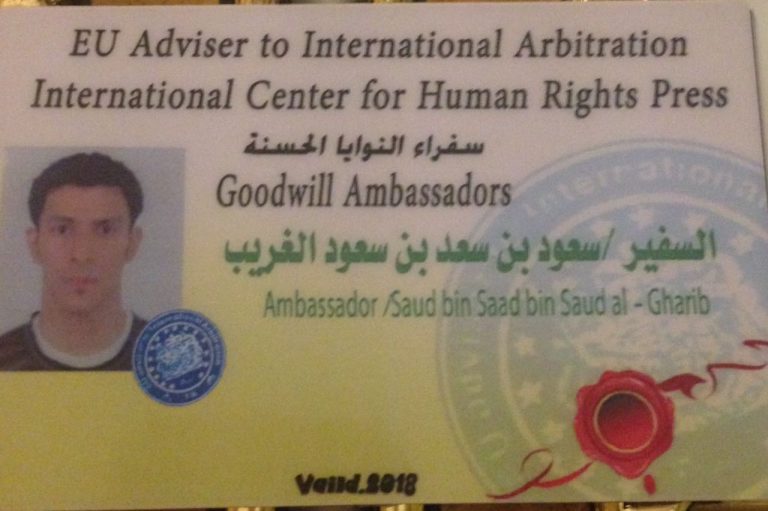 EU Adviser to International Arbitration
International Center for Human Rights Press
سفراء النوايا الحسنة
Goodwill Ambassadors
السفير /سعود بن سعد بن سعود الغريب
Ambassador /Saud bin Saad bin Saud al - Gharib
International
Valid.2018